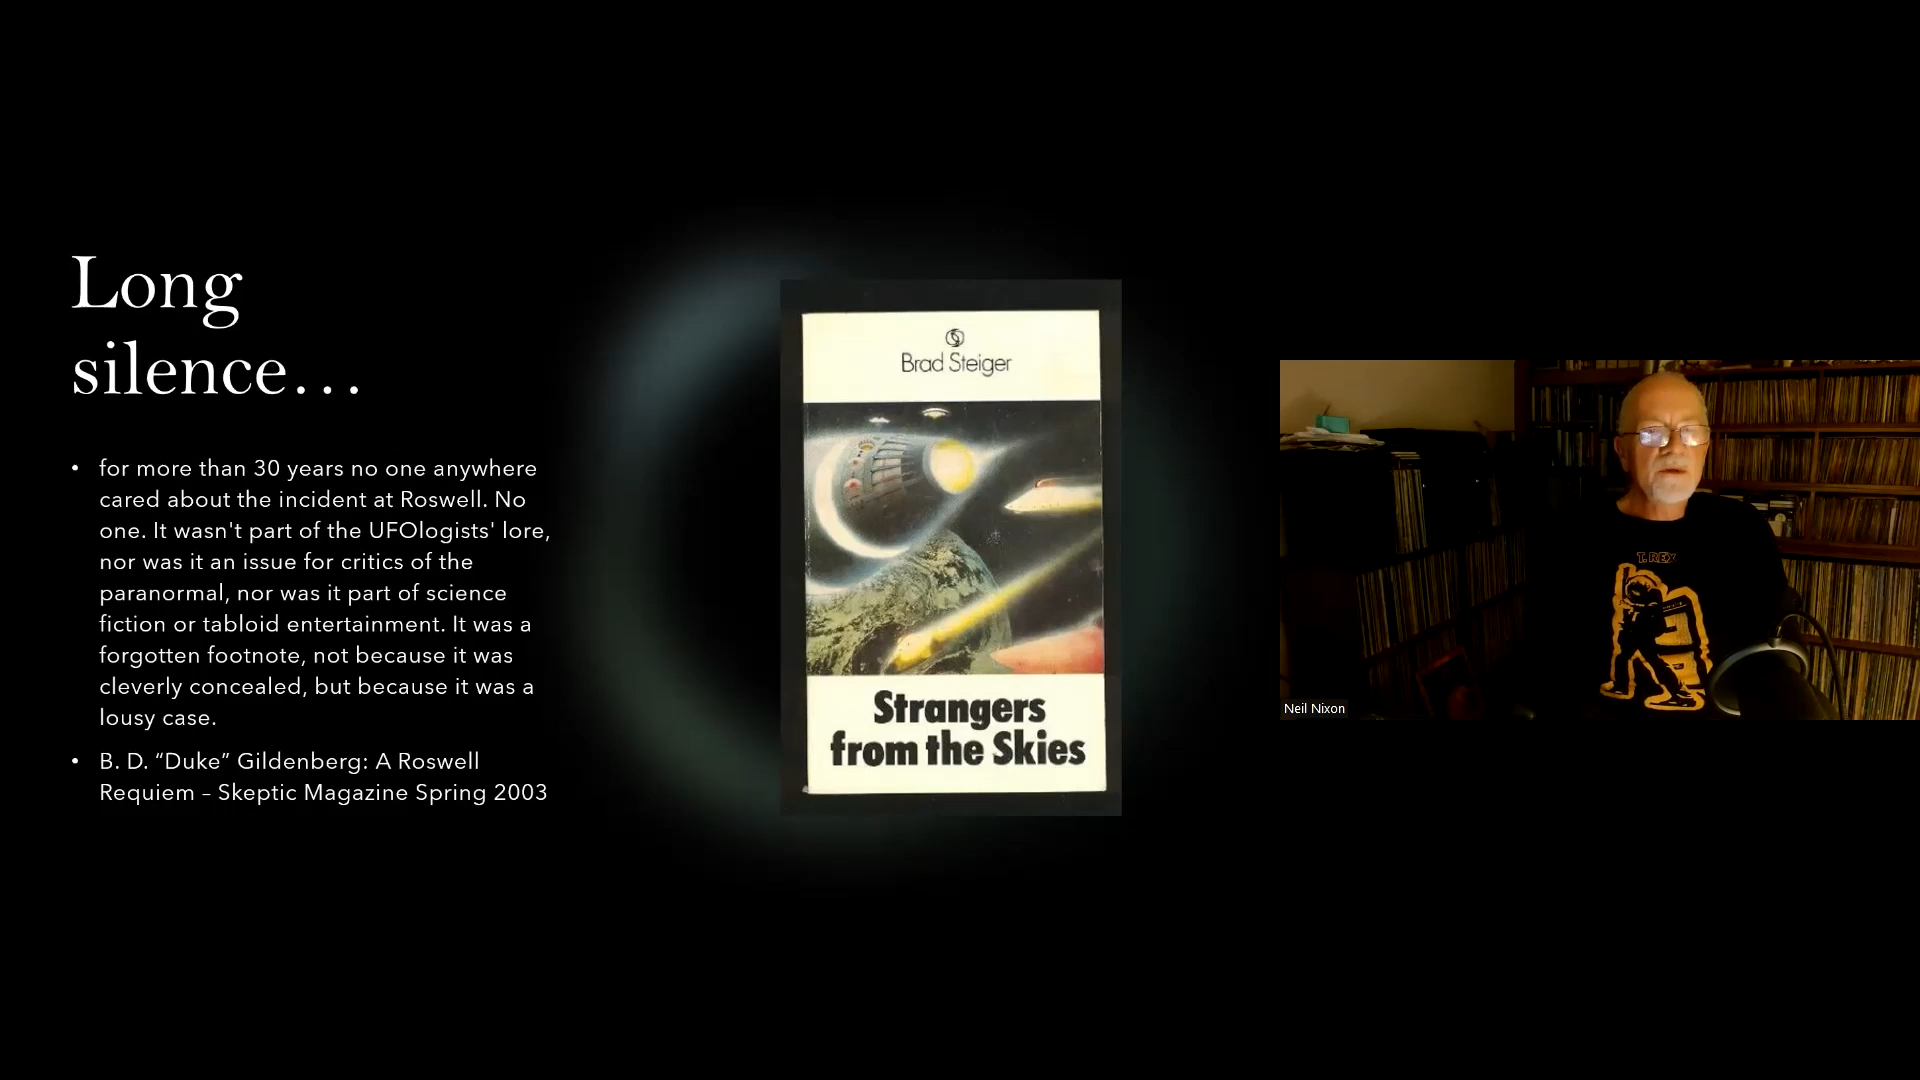 Long
silence…
• for more than 30 years no one anywhere
cared about the incident at Roswell. No
one. It wasn't part of the UFOlogists' lore,
nor was it an issue for critics of the
paranormal, nor was it part of science
fiction or tabloid entertainment. It was a
forgotten footnote, not because it was
cleverly concealed, but because it was a
lousy case.
• B. D. “Duke” Gildenberg: A Roswell
Requiem – Skeptic Magazine Spring 2003
Brad Steiger
Strangers
from the Skies
T. REX
Neil Nixon